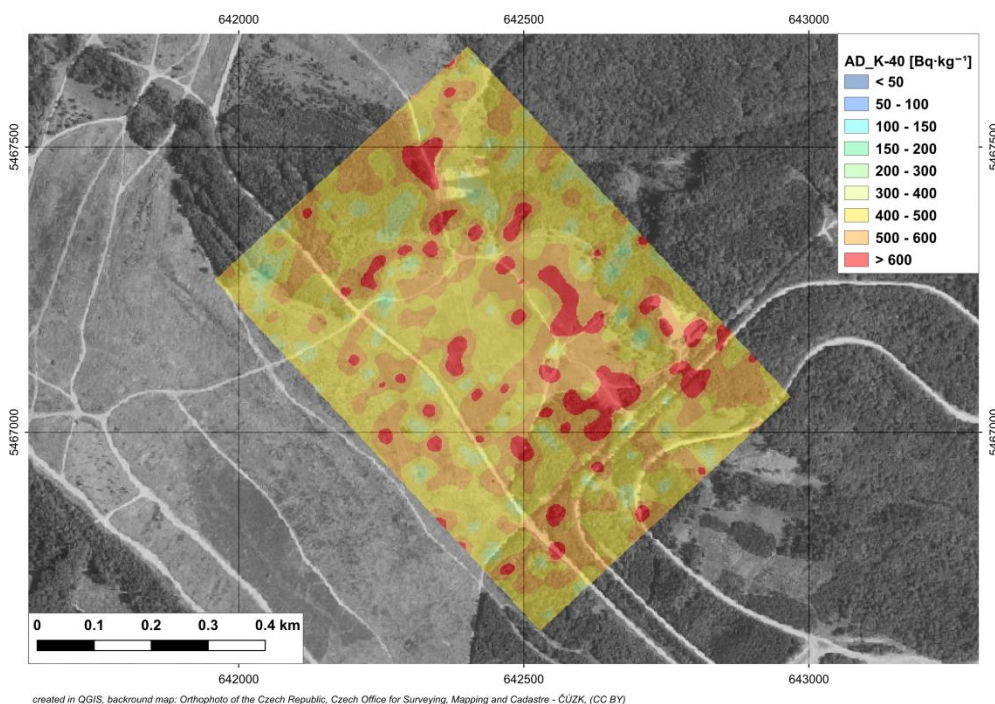 642000 642500 643000
5467500
5467500
AD_K-40 [Bq·kg⁻¹]
< 50
50 - 100
100 - 150
150 - 200
200 - 300
300 - 400
400 - 500
500 - 600
> 600
5467000
5467000
0 0.1 0.2 0.3 0.4 km
642000 642500 643000
created in QGIS, backround map: Orthophoto of the Czech Republic, Czech Office for Surveying, Mapping and Cadastre - ČÚZK, (CC BY)